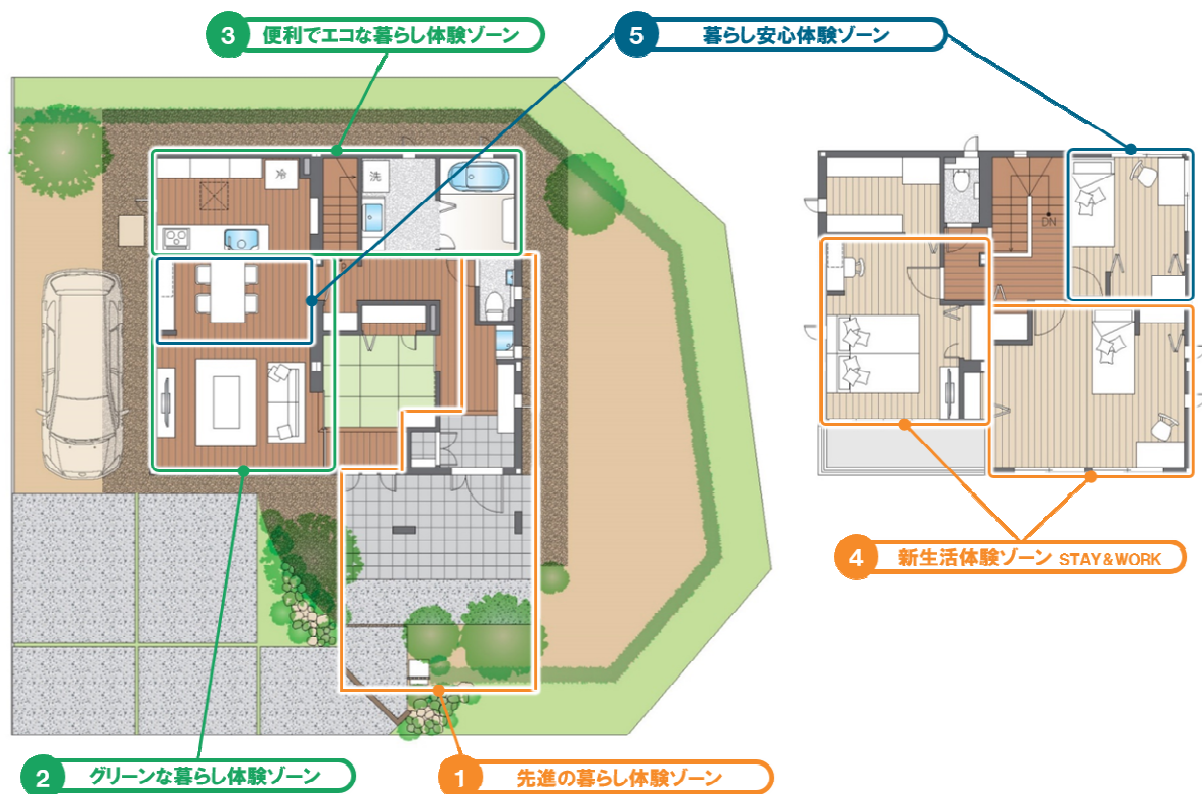 3 便利でエコな暮らし体験ゾーン
5 暮らし安心体験ゾーン
冷
洗
DN
4 新生活体験ゾーン STAY&WORK
2 グリーンな暮らし体験ゾーン
1 先進の暮らし体験ゾーン